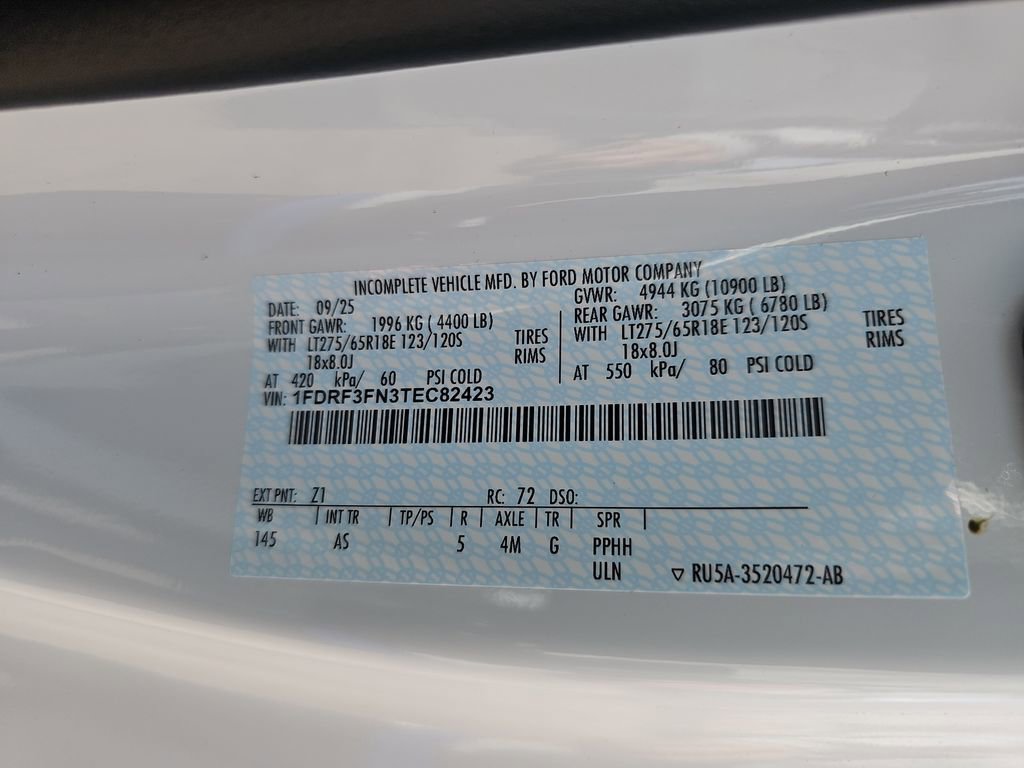 INCOMPLETE VEHICLE MFD. BY FORD MOTOR COMPANY
DATE: 09/25 GVWR: 4944 KG (10900 LB)
FRONT GAWR: 1996 KG ( 4400 LB) REAR GAWR: 3075 KG ( 6780 LB)
WITH LT275/65R18E 123/120S TIRES WITH LT275/65R18E 123/120S TIRES
18x8.0J RIMS 18x8.0J RIMS
AT 420 kPa/ 60 PSI COLD AT 550 kPa/ 80 PSI COLD
VIN: 1FDRF3FN3TEC82423
EXT PNT: Z1 RC: 72 DSO:
WB | INT TR | TP/PS | R | AXLE | TR | SPR |
145 AS 5 4M G PPHH
ULN ▽ RU5A-3520472-AB